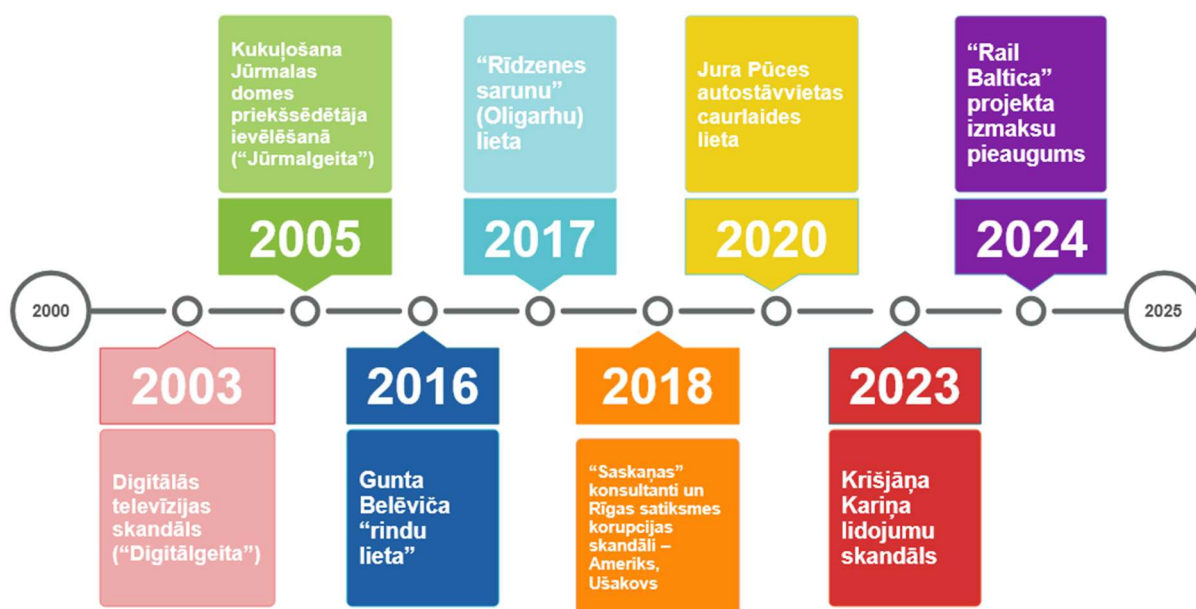 Kukuļošana
Jūrmalas
domes
priekšsēdētāja
ievēlēšanā
(“Jūrmalgeita”)
2005
“Rīdzenes
sarunu”
(Oligarhu)
lieta
2017
Jura Pūces
autostāvvietas
caurlaides
lieta
2020
“Rail
Baltica”
projekta
izmaksu
pieaugums
2024
2000
2025
2003
Digitālās
televīzijas
skandāls
(“Digitālgeita”)
2016
Gunta
Belēviča
“rindu
lieta”
2018
“Saskaņas”
konsultanti un
Rīgas satiksmes
korupcijas
skandāli –
Ameriks,
Ušakovs
2023
Krišjāņa
Kariņa
lidojumu
skandāls